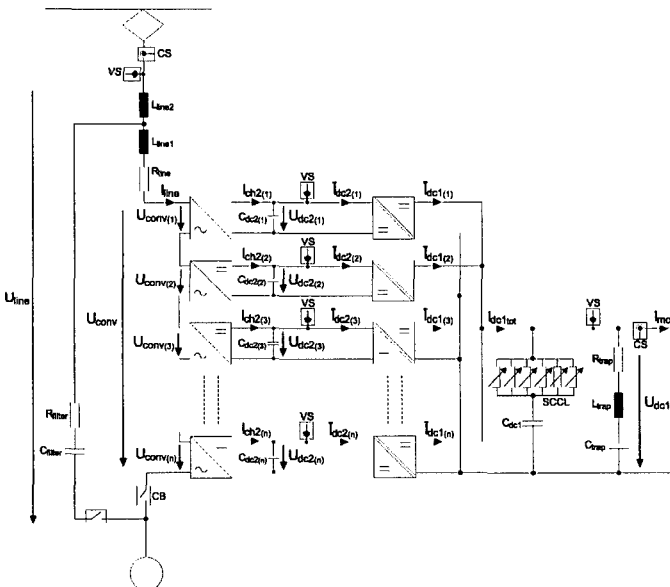 CS
VS
Lline2
Lline1
Rline
Iline
Ich2(1)
VS
Idc2(1)
Idc1(1)
Uconv(1)
Cdc2(1)
Udc2(1)
Ich2(2)
VS
Idc2(2)
Idc1(2)
Uconv(2)
Cdc2(2)
Udc2(2)
Uline
Uconv
Ich2(3)
VS
Idc2(3)
Idc1(3)
Uconv(3)
Cdc2(3)
Udc2(3)
Idc1tot
VS
CS
Rtrap
SCCL
Ltrap
Udc1
Cdc1
Ctrap
Rfilter
Cfilter
Ich2(n)
VS
Idc2(n)
Idc1(n)
Uconv(n)
Cdc2(n)
Udc2(n)
CB